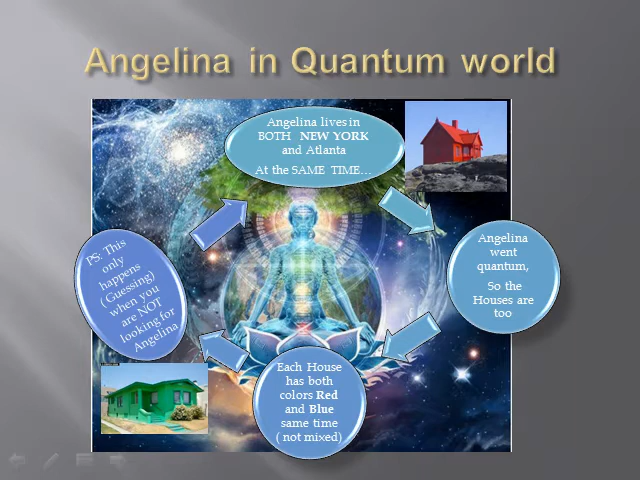 Angelina in Quantum world
Angelina lives in
BOTH NEW YORK
and Atlanta
At the SAME TIME…
Angelina
went
quantum,
So the
Houses are
too
Each House
has both
colors Red
and Blue
same time
( not mixed)
PS: This
only
happens
(Guessing)
when you
are NOT
looking for
Angelina